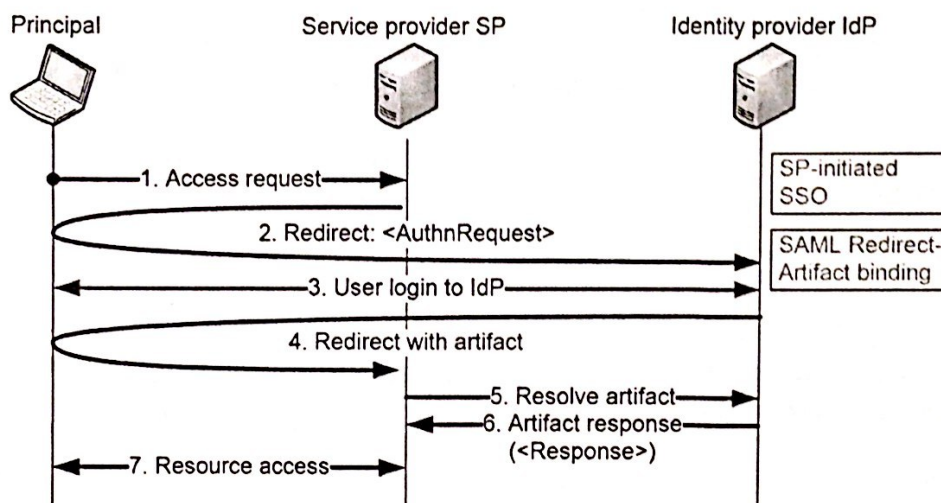 Principal
Service provider SP
Identity provider IdP
1. Access request
SP-initiated
SSO
2. Redirect: <AuthnRequest>
SAML Redirect-
Artifact binding
3. User login to IdP
4. Redirect with artifact
5. Resolve artifact
6. Artifact response
(<Response>)
7. Resource access